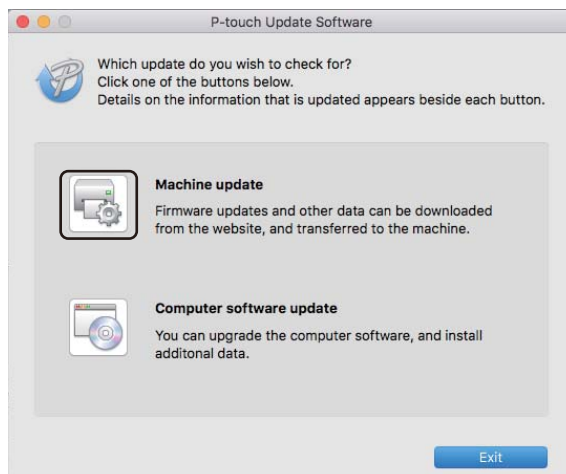 P-touch Update Software
Which update do you wish to check for?
Click one of the buttons below.
Details on the information that is updated appears beside each button.
Machine update
Firmware updates and other data can be downloaded
from the website, and transferred to the machine.
Computer software update
You can upgrade the computer software, and install
additonal data.
Exit